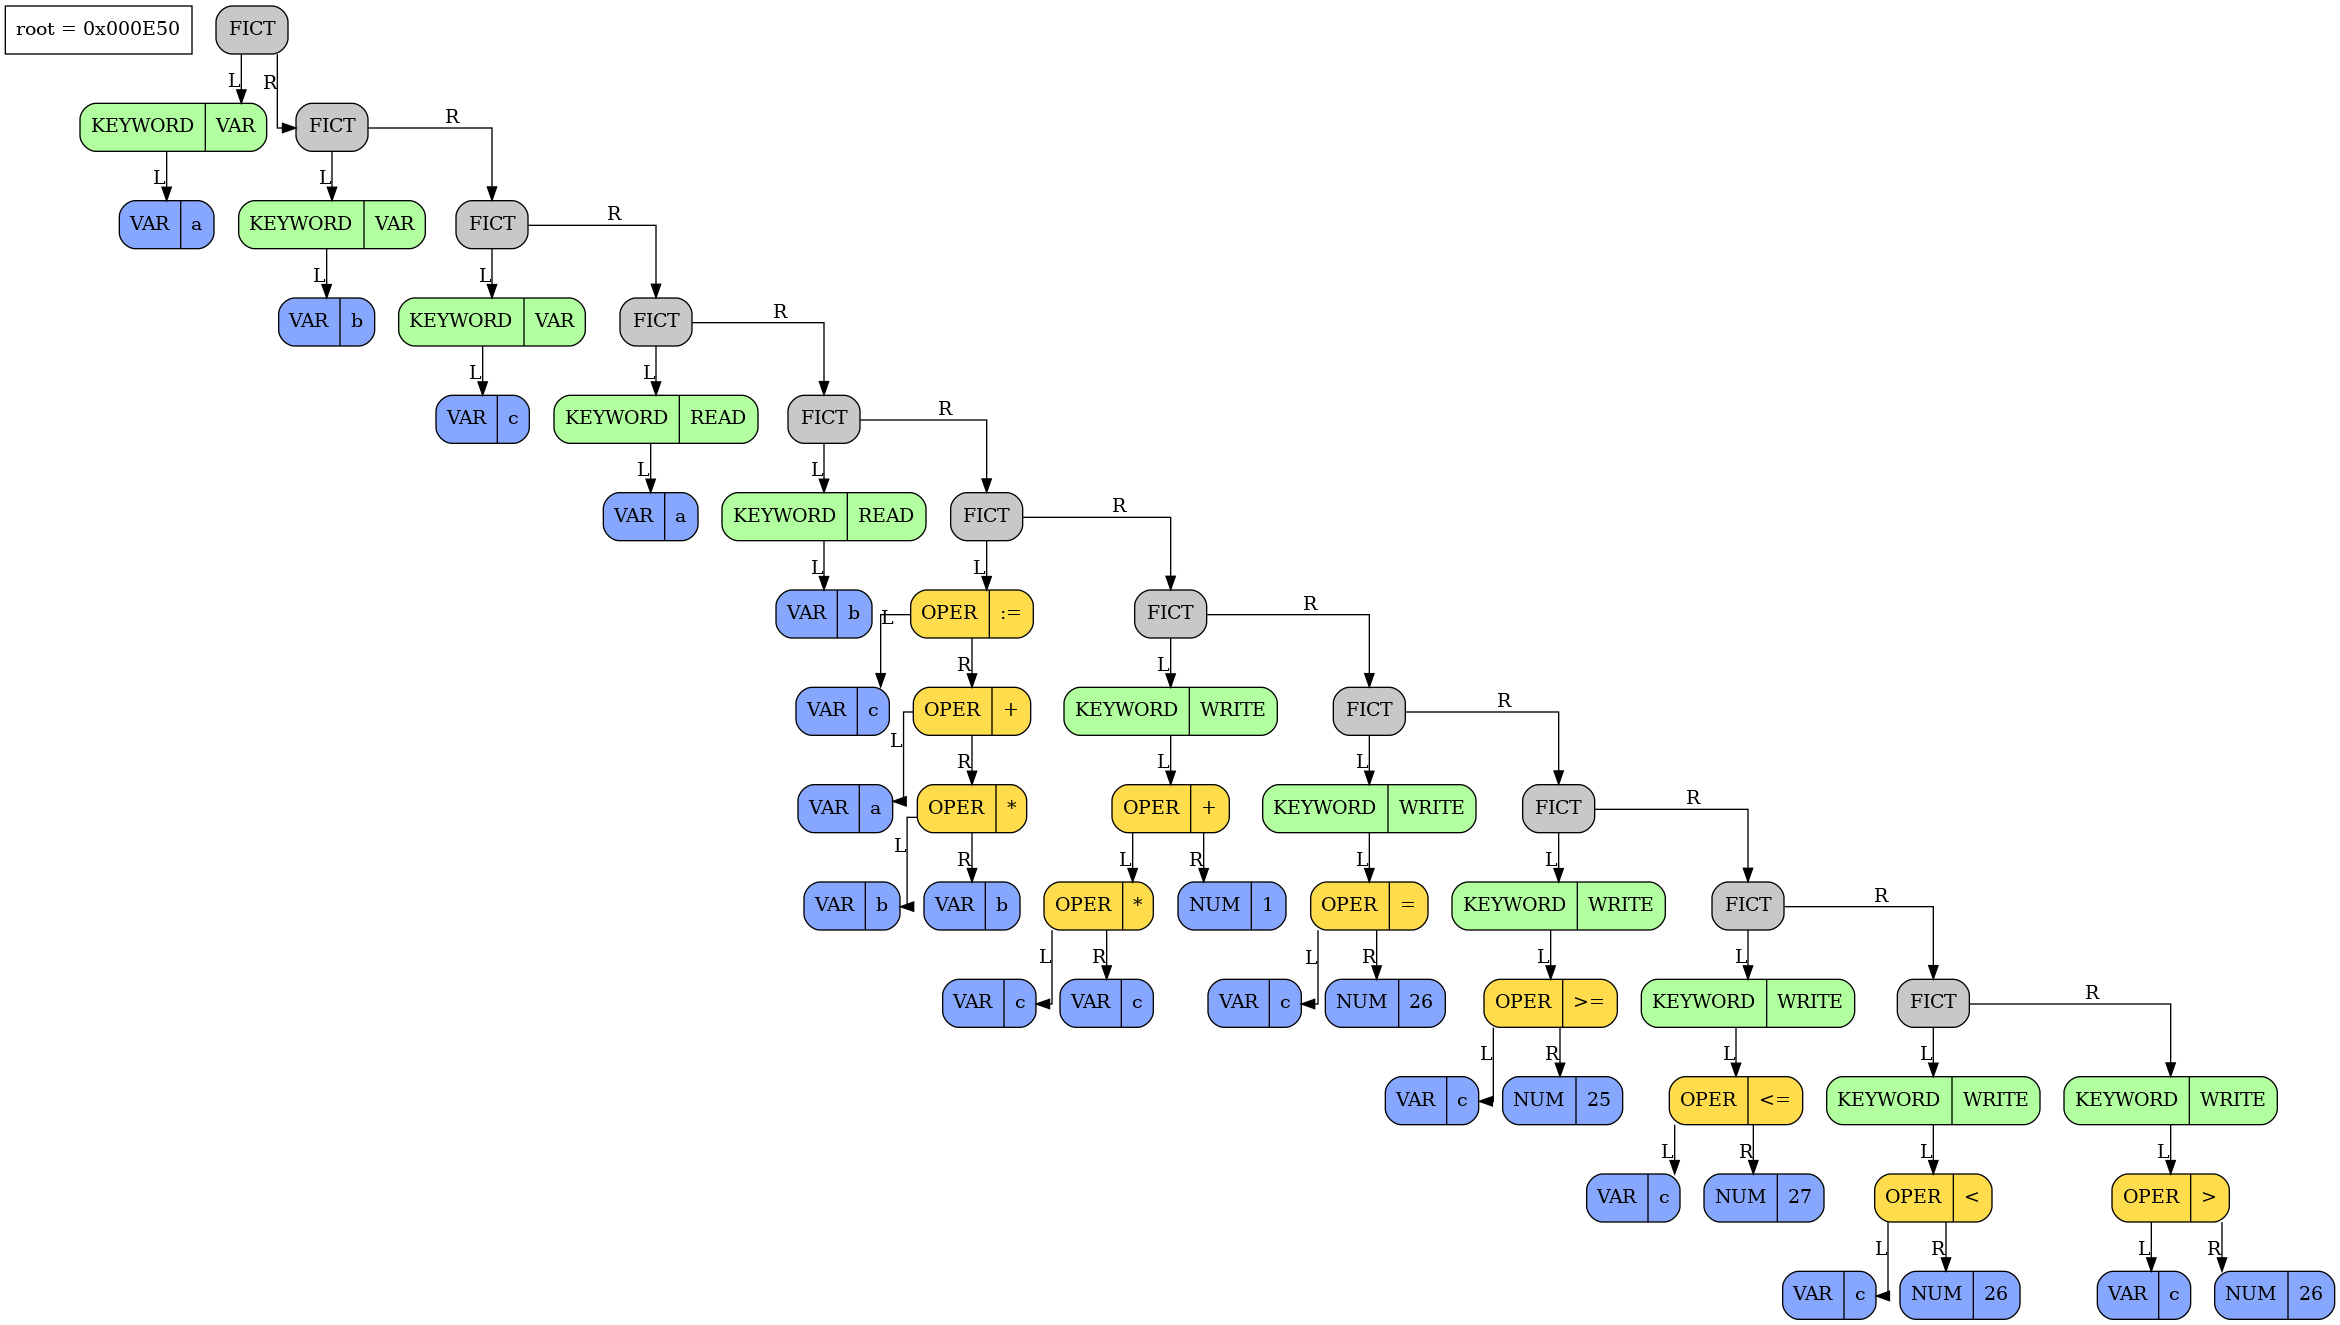 root = 0x000E50 FICT
L R
KEYWORD VAR FICT R
L L
VAR a KEYWORD VAR FICT R
L L
VAR b KEYWORD VAR FICT R
L L
VAR c KEYWORD READ FICT R
L L
VAR a KEYWORD READ FICT R
L L
VAR b L OPER := FICT R
R L
VAR c OPER + KEYWORD WRITE FICT R
L R L L
VAR a OPER * OPER + KEYWORD WRITE FICT R
L R L R L L
VAR b VAR b OPER * NUM 1 OPER = KEYWORD WRITE FICT R
L R L R L L
VAR c VAR c VAR c NUM 26 OPER >= KEYWORD WRITE FICT R
L R L L
VAR c NUM 25 OPER <= KEYWORD WRITE KEYWORD WRITE
L R L L
VAR c NUM 27 OPER < OPER >
L R L R
VAR c NUM 26 VAR c NUM 26